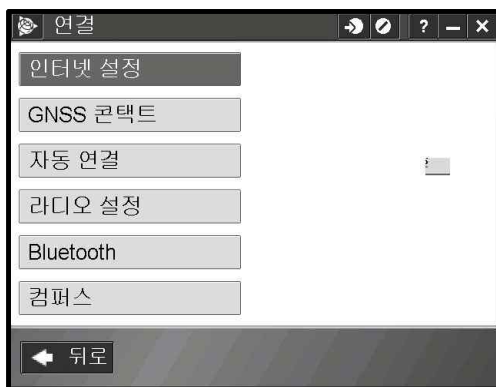 연결 ? – X
인터넷 설정
GNSS 콘택트
자동 연결
라디오 설정
Bluetooth
컴퍼스
뒤로